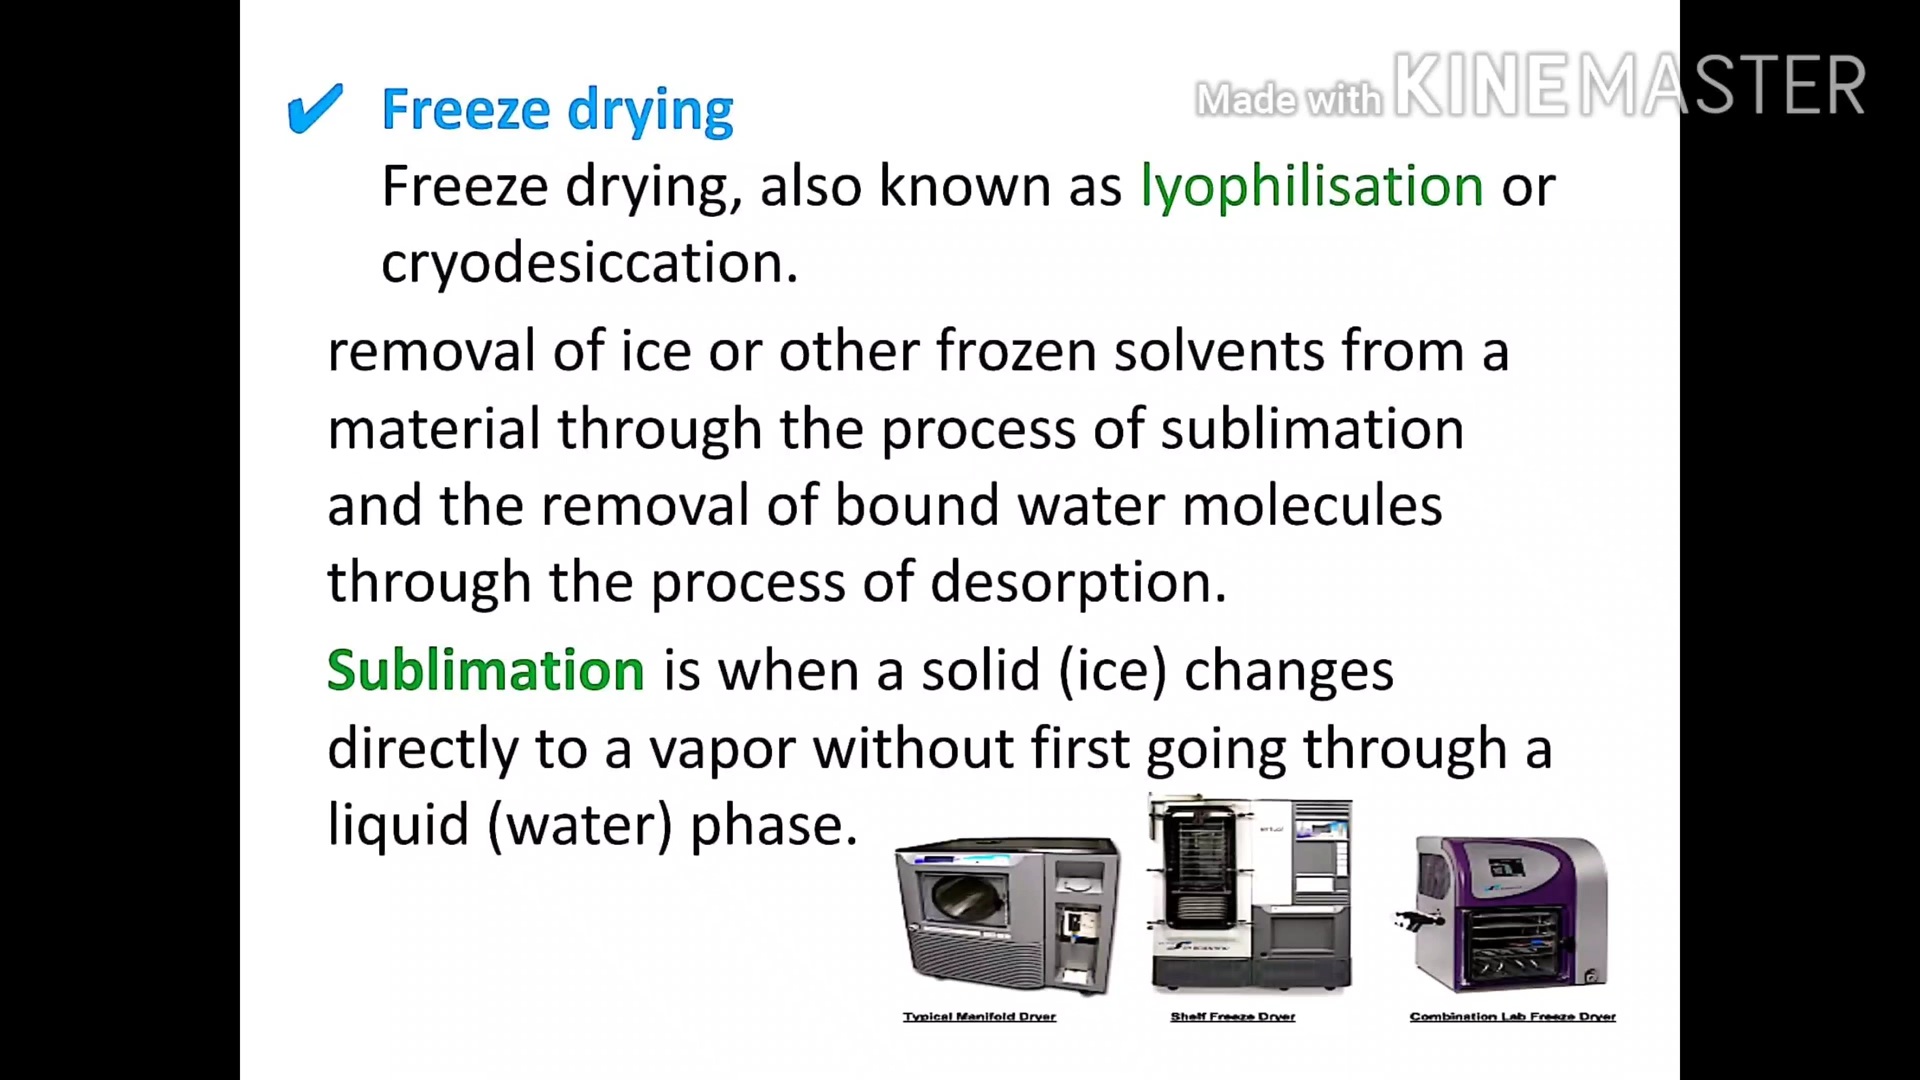 Made with KINEMASTER
✔ Freeze drying
Freeze drying, also known as lyophilisation or
cryodesiccation.
removal of ice or other frozen solvents from a
material through the process of sublimation
and the removal of bound water molecules
through the process of desorption.
Sublimation is when a solid (ice) changes
directly to a vapor without first going through a
liquid (water) phase.
Typical Manifold Dryer
Shelf Freeze Dryer
Combination Lab Freeze Dryer